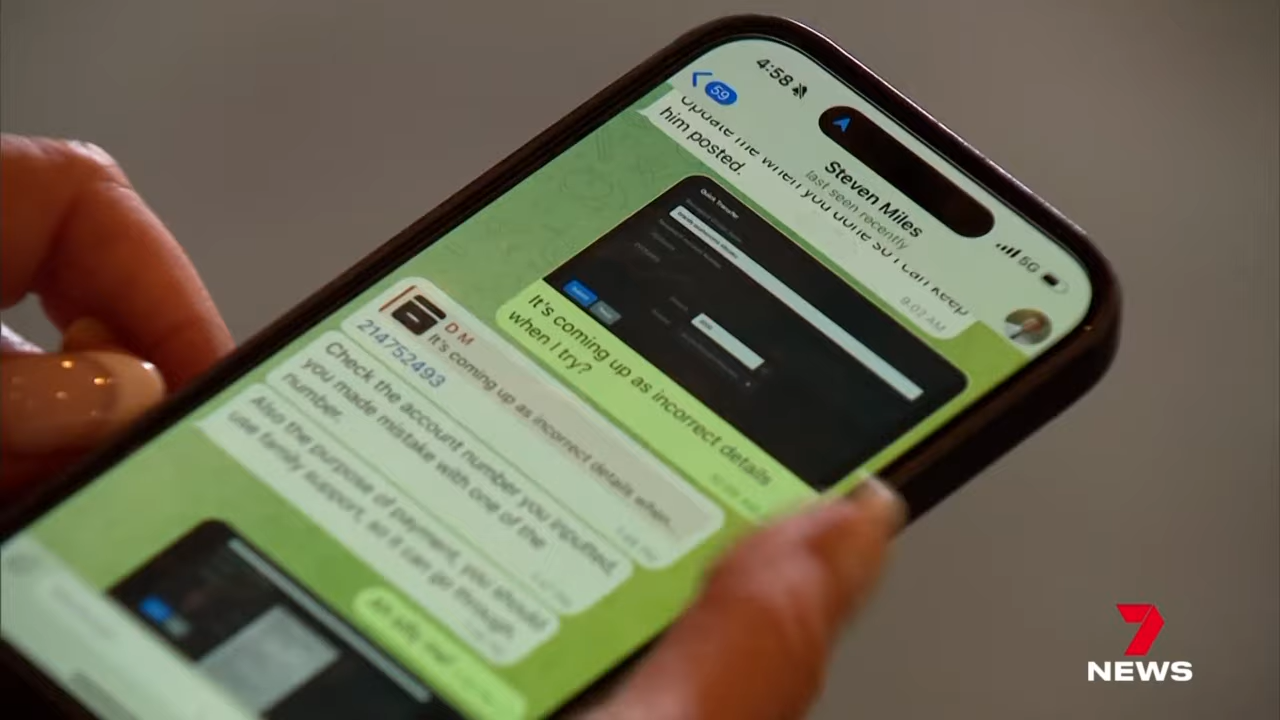 4:58
59
5G
Steven Miles
last seen recently
Update me when you done so I can keep
him posted.
9:02 AM
Quick Transfer
It's coming up as incorrect details
when I try?
D M
It's coming up as incorrect details when...
214752493
Check the account number you inputted,
you made mistake with one of the
number.
Also the purpose of payment, you should
use family support, so it can go through.
7
NEWS